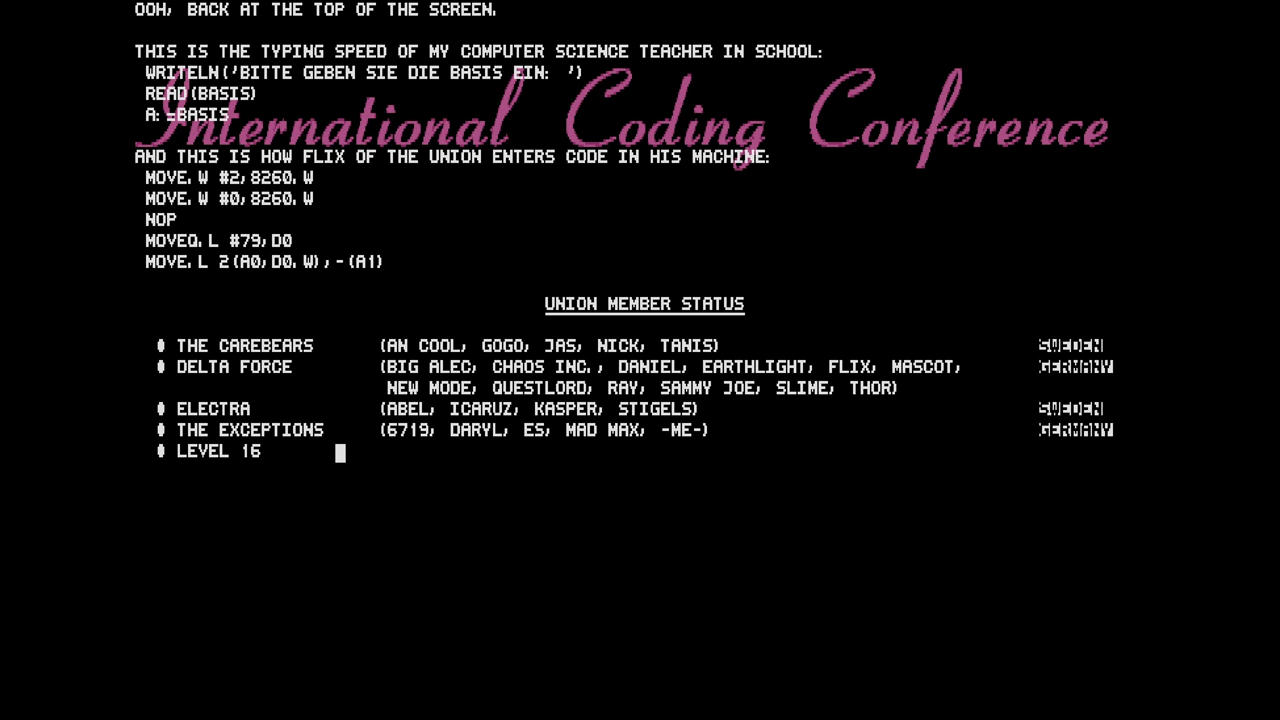 OOH, BACK AT THE TOP OF THE SCREEN.
THIS IS THE TYPING SPEED OF MY COMPUTER SCIENCE TEACHER IN SCHOOL:
WRITELN('BITTE GEBEN SIE DIE BASIS EIN:  ')
READ(BASIS)
A:=BASIS
International Coding Conference
AND THIS IS HOW FLIX OF THE UNION ENTERS CODE IN HIS MACHINE:
MOVE.W #2,8260.W
MOVE.W #0,8260.W
NOP
MOVEQ.L #79,D0
MOVE.L 2(A0,D0.W),-(A1)
UNION MEMBER STATUS
THE CAREBEARS (AN COOL, GOGO, JAS, NICK, TANIS) SWEDEN
DELTA FORCE (BIG ALEC, CHAOS INC., DANIEL, EARTHLIGHT, FLIX, MASCOT, GERMANY
NEW MODE, QUESTLORD, RAY, SAMMY JOE, SLIME, THOR)
ELECTRA (ABEL, ICARUZ, KASPER, STIGELS) SWEDEN
THE EXCEPTIONS (6719, DARYL, ES, MAD MAX, -ME-) GERMANY
LEVEL 16